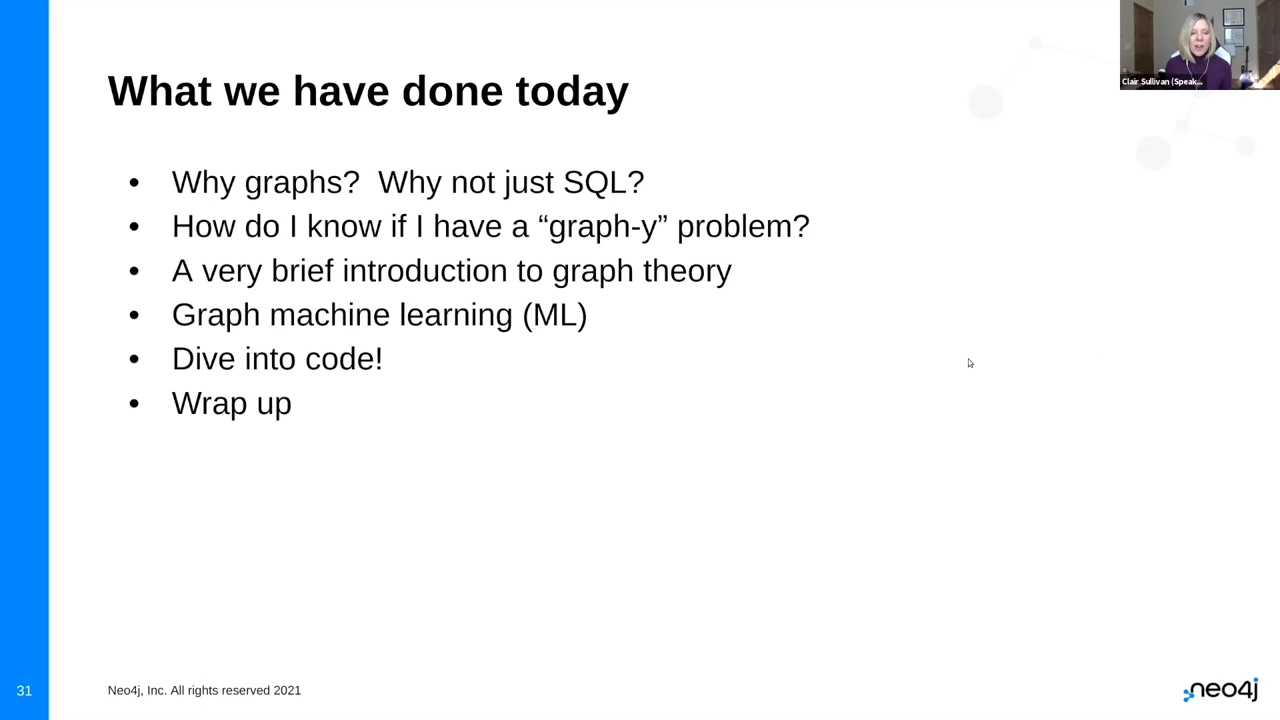 Clair Sullivan (Speak...
What we have done today
• Why graphs?  Why not just SQL?
• How do I know if I have a “graph-y” problem?
• A very brief introduction to graph theory
• Graph machine learning (ML)
• Dive into code!
• Wrap up
31
Neo4j, Inc. All rights reserved 2021
neo4j